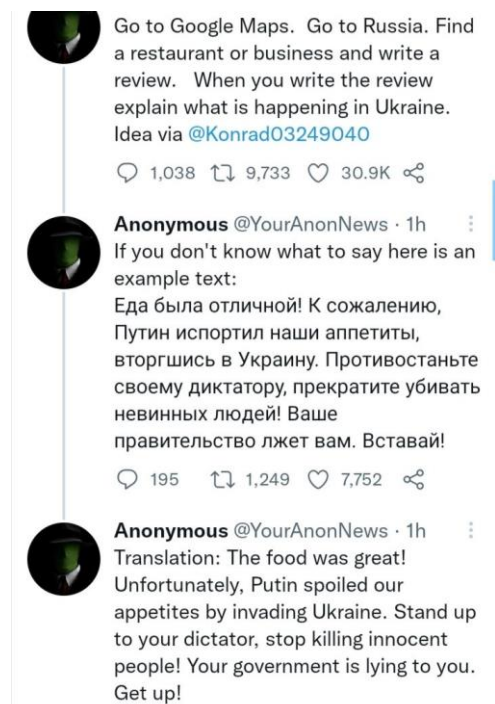 Go to Google Maps.  Go to Russia. Find
a restaurant or business and write a
review.   When you write the review
explain what is happening in Ukraine.
Idea via @Konrad03249040
1,038 9,733 30.9K
Anonymous @YourAnonNews · 1h
If you don't know what to say here is an
example text:
Еда была отличной! К сожалению,
Путин испортил наши аппетиты,
вторгшись в Украину. Противостаньте
своему диктатору, прекратите убивать
невинных людей! Ваше
правительство лжет вам. Вставай!
195 1,249 7,752
Anonymous @YourAnonNews · 1h
Translation: The food was great!
Unfortunately, Putin spoiled our
appetites by invading Ukraine. Stand up
to your dictator, stop killing innocent
people! Your government is lying to you.
Get up!